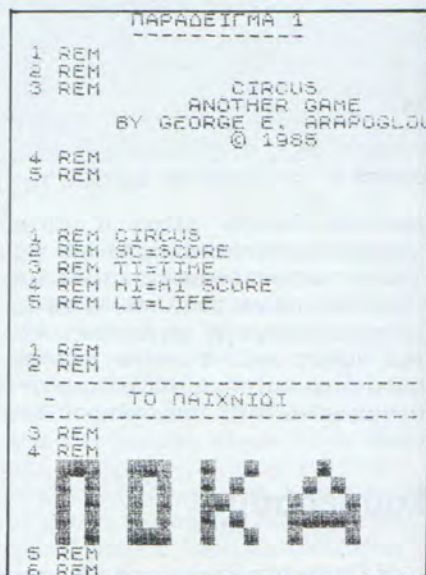 ΠΑΡΑΔΕΙΓΜΑ 1
1 REM
2 REM
3 REM CIRCUS
ANOTHER GAME
BY GEORGE E. ARAPOGLOU
© 1985
4 REM
5 REM
1 REM CIRCUS
2 REM SC=SCORE
3 REM TI=TIME
4 REM HI=HI SCORE
5 REM LI=LIFE
1 REM
2 REM
ΤΟ ΠΑΙΧΝΙΔΙ
3 REM
4 REM
ΠΟΚΑ
5 REM
6 REM